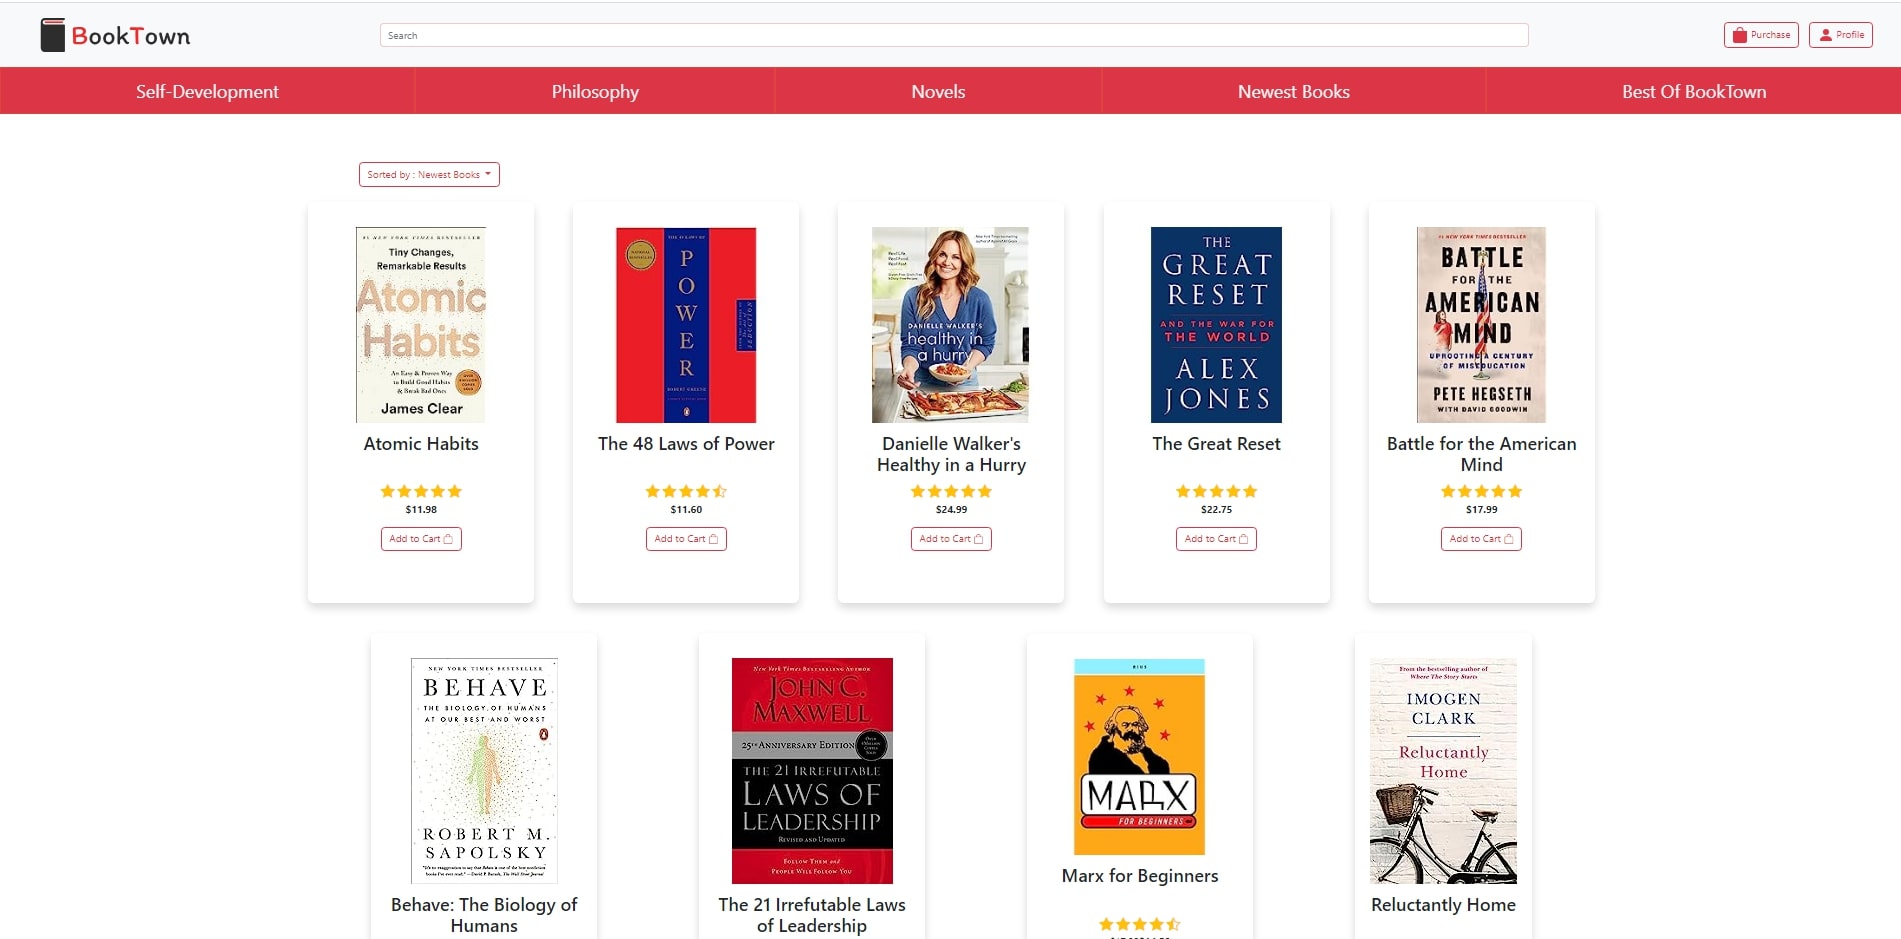 BookTown
Search
Purchase
Profile
Self-Development
Philosophy
Novels
Newest Books
Best Of BookTown
Sorted by : Newest Books
#1 NEW YORK TIMES BESTSELLER
Tiny Changes,
Remarkable Results
Atomic
Habits
An Easy & Proven Way
to Build Good Habits
& Break Bad Ones
James Clear
Atomic Habits
$11.98
Add to Cart
POWER
ROBERT GREENE
The 48 Laws of Power
$11.60
Add to Cart
DANIELLE WALKER'S
healthy in
a hurry
Danielle Walker's
Healthy in a Hurry
$24.99
Add to Cart
THE
GREAT
RESET
AND THE WAR FOR
THE WORLD
ALEX
JONES
The Great Reset
$22.75
Add to Cart
#1 NEW YORK TIMES BESTSELLER
BATTLE
FOR THE
AMERICAN
MIND
UPROOTING A CENTURY
OF MISEDUCATION
PETE HEGSETH
WITH DAVID GOODWIN
Battle for the American
Mind
$17.99
Add to Cart
NEW YORK TIMES BESTSELLER
BEHAVE
THE BIOLOGY OF HUMANS
AT OUR BEST AND WORST
ROBERT M.
SAPOLSKY
Behave: The Biology of
Humans
New York Times Bestselling Author
JOHN C.
MAXWELL
25th ANNIVERSARY EDITION
THE 21 IRREFUTABLE
LAWS OF
LEADERSHIP
REVISED AND UPDATED
FOLLOW THEM and
PEOPLE WILL FOLLOW YOU
The 21 Irrefutable Laws
of Leadership
RIUS
MARX
FOR BEGINNERS
Marx for Beginners
From the bestselling author of
Where The Story Starts
IMOGEN
CLARK
Reluctantly
Home
Reluctantly Home